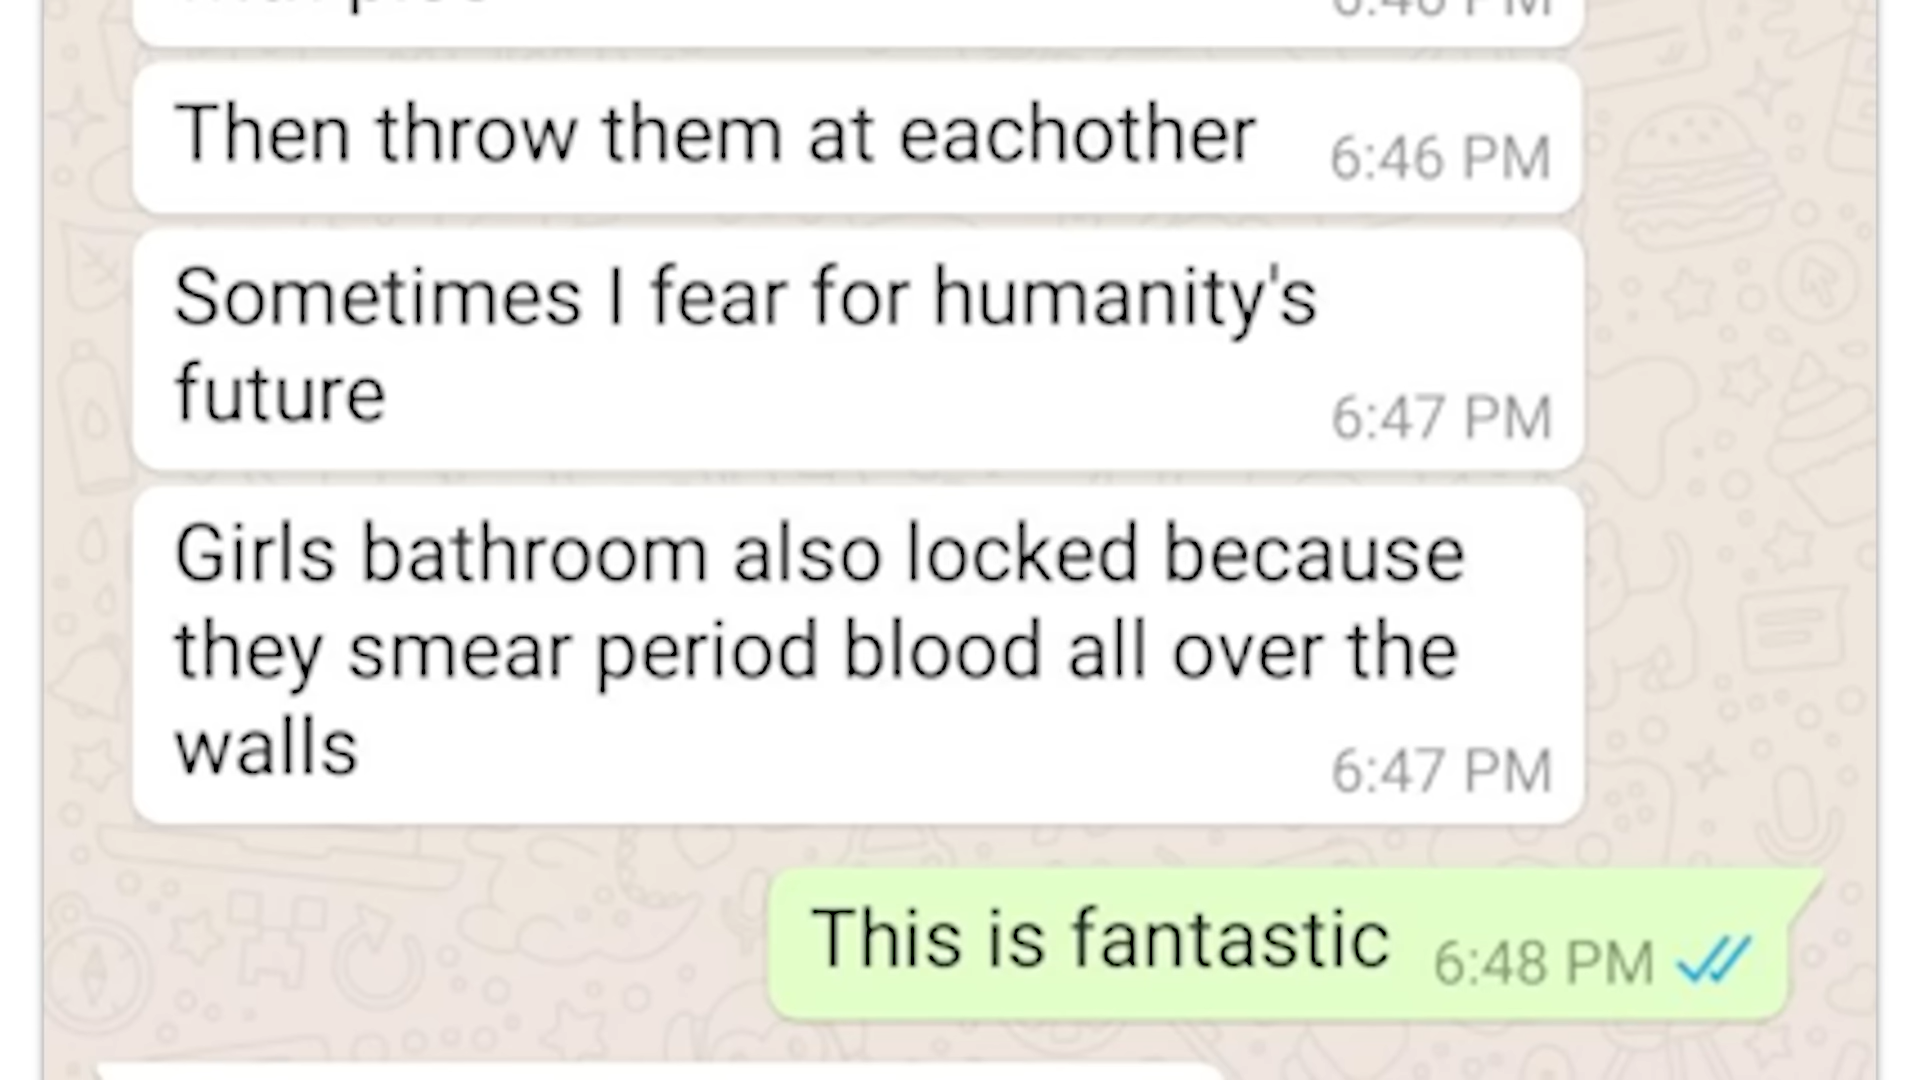 Then throw them at eachother 6:46 PM
Sometimes I fear for humanity's
future 6:47 PM
Girls bathroom also locked because
they smear period blood all over the
walls 6:47 PM
This is fantastic 6:48 PM